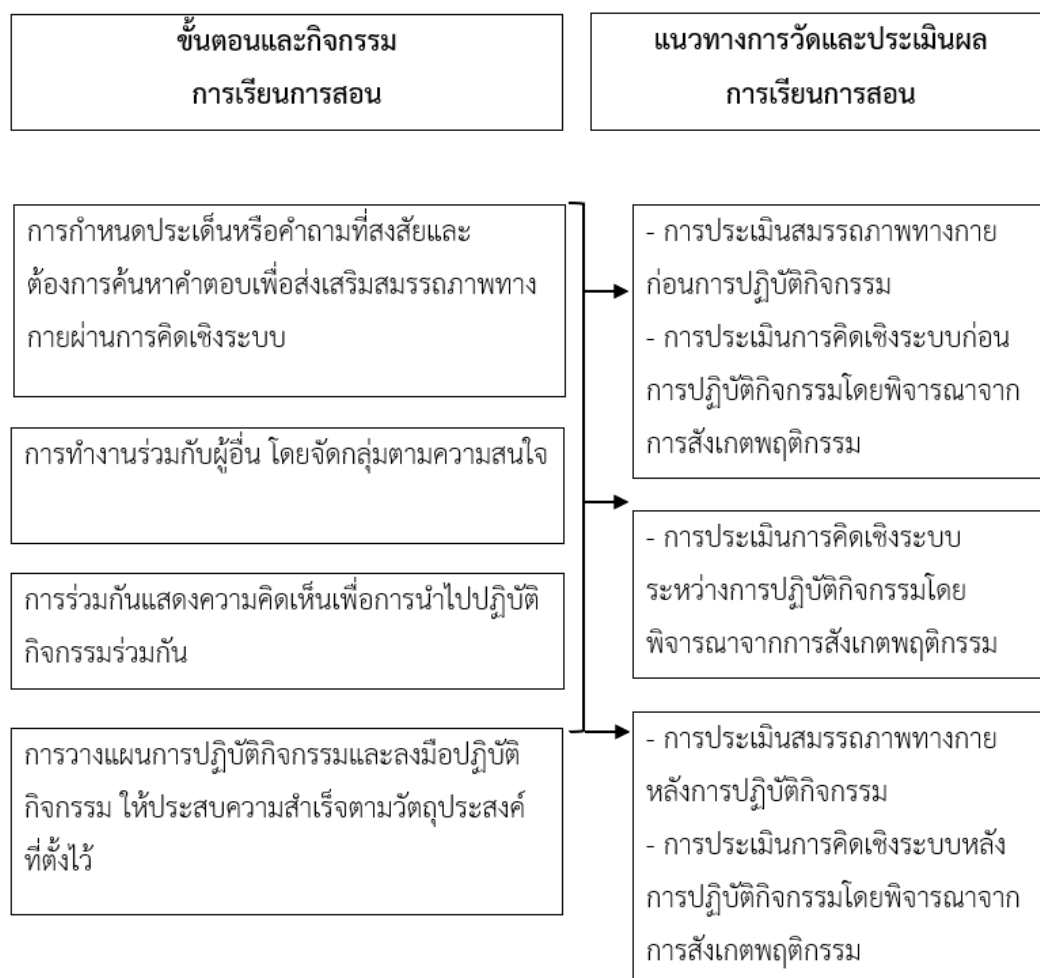 ขั้นตอนและกิจกรรม
การเรียนการสอน
แนวทางการวัดและประเมินผล
การเรียนการสอน
การกำหนดประเด็นหรือคำถามที่สงสัยและ
ต้องการค้นหาคำตอบเพื่อส่งเสริมสมรรถภาพทาง
กายผ่านการคิดเชิงระบบ
การทำงานร่วมกับผู้อื่น โดยจัดกลุ่มตามความสนใจ
การร่วมกันแสดงความคิดเห็นเพื่อการนำไปปฏิบัติ
กิจกรรมร่วมกัน
การวางแผนการปฏิบัติกิจกรรมและลงมือปฏิบัติ
กิจกรรม ให้ประสบความสำเร็จตามวัตถุประสงค์
ที่ตั้งไว้
- การประเมินสมรรถภาพทางกาย
ก่อนการปฏิบัติกิจกรรม
- การประเมินการคิดเชิงระบบก่อน
การปฏิบัติกิจกรรมโดยพิจารณาจาก
การสังเกตพฤติกรรม
- การประเมินการคิดเชิงระบบ
ระหว่างการปฏิบัติกิจกรรมโดย
พิจารณาจากการสังเกตพฤติกรรม
- การประเมินสมรรถภาพทางกาย
หลังการปฏิบัติกิจกรรม
- การประเมินการคิดเชิงระบบหลัง
การปฏิบัติกิจกรรมโดยพิจารณาจาก
การสังเกตพฤติกรรม